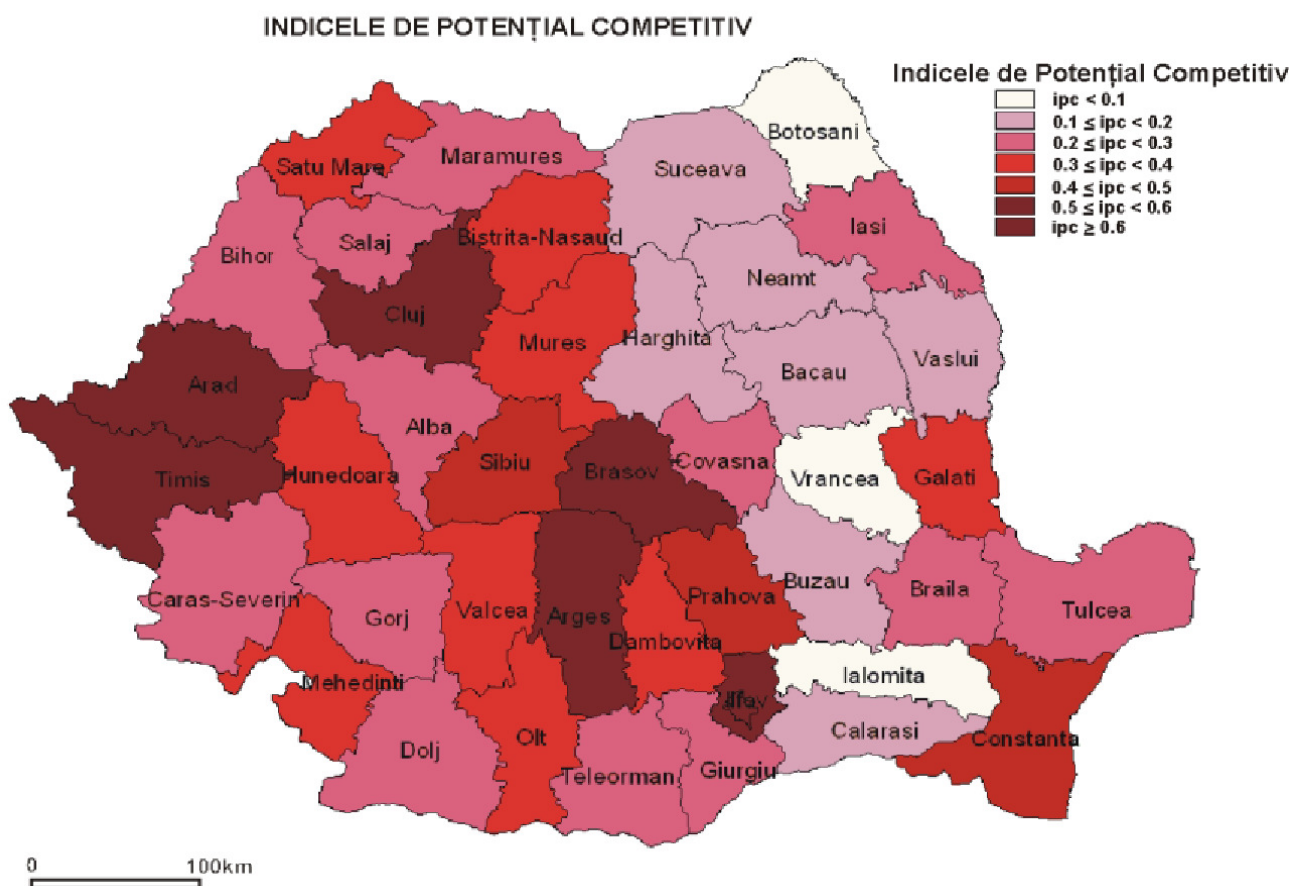 INDICELE DE POTENȚIAL COMPETITIV
Indicele de Potențial Competitiv
ipc < 0.1
0.1 ≤ ipc < 0.2
0.2 ≤ ipc < 0.3
0.3 ≤ ipc < 0.4
0.4 ≤ ipc < 0.5
0.5 ≤ ipc < 0.6
ipc ≥ 0.6
Botosani
Satu Mare
Maramures
Suceava
Iasi
Salaj
Bistrita-Nasaud
Bihor
Neamt
Cluj
Mures
Harghita
Vaslui
Bacau
Arad
Alba
Sibiu
Brasov
Covasna
Timis
Hunedoara
Vrancea
Galati
Buzau
Braila
Tulcea
Caras-Severin
Gorj
Valcea
Arges
Prahova
Dambovita
Mehedinti
Ialomita
Ilfov
Calarasi
Constanta
Dolj
Olt
Teleorman
Giurgiu
0 100km